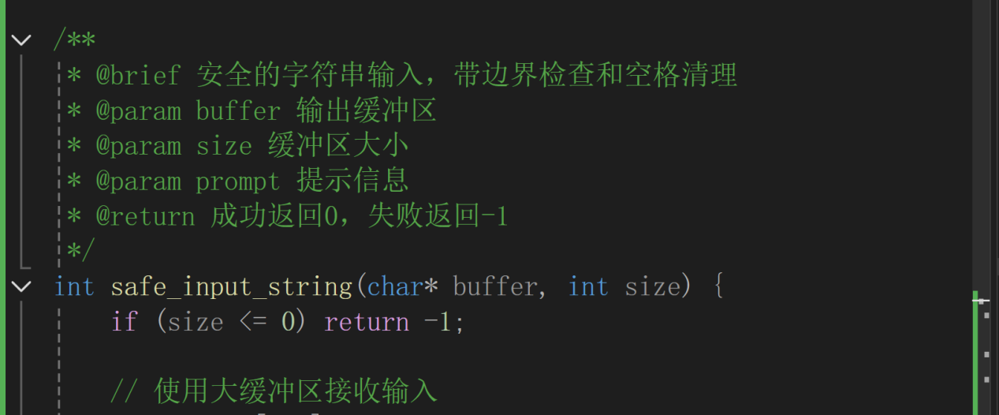 /**
* @brief 安全的字符串输入，带边界检查和空格清理
* @param buffer 输出缓冲区
* @param size 缓冲区大小
* @param prompt 提示信息
* @return 成功返回0，失败返回-1
*/
int safe_input_string(char* buffer, int size) {
if (size <= 0) return -1;
// 使用大缓冲区接收输入